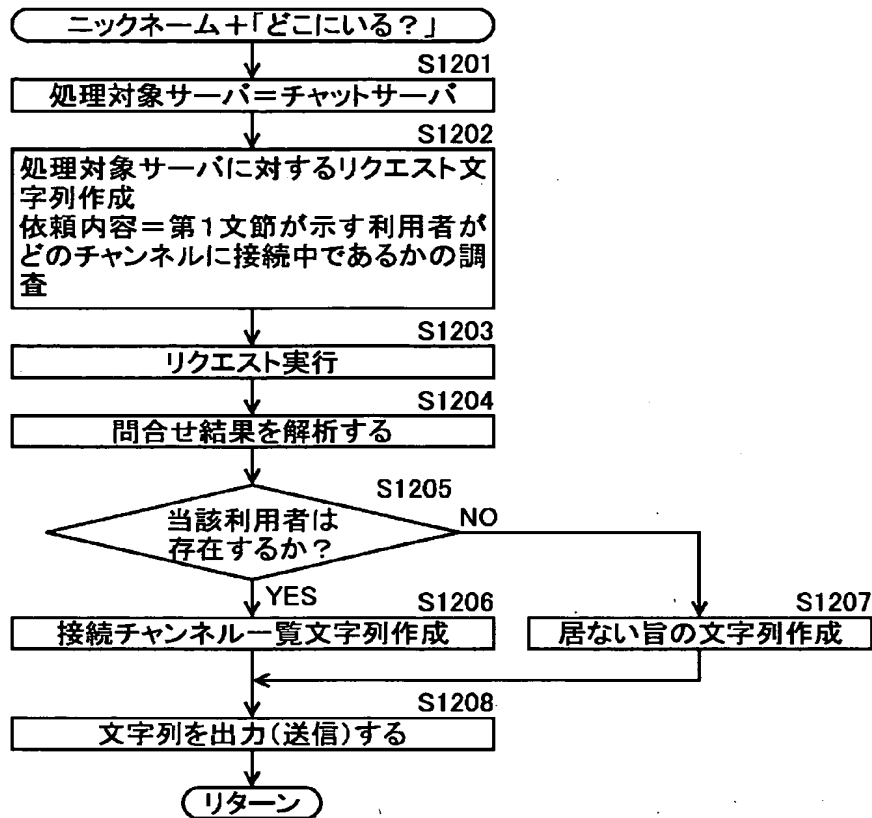 ニックネーム+「どこにいる?」
S1201
処理対象サーバ=チャットサーバ
S1202
処理対象サーバに対するリクエスト文
字列作成
依頼内容=第1文節が示す利用者が
どのチャンネルに接続中であるかの調
査
S1203
リクエスト実行
S1204
問合せ結果を解析する
S1205
当該利用者は
存在するか?
NO
YES
S1206
接続チャンネル一覧文字列作成
S1207
居ない旨の文字列作成
S1208
文字列を出力(送信)する
リターン